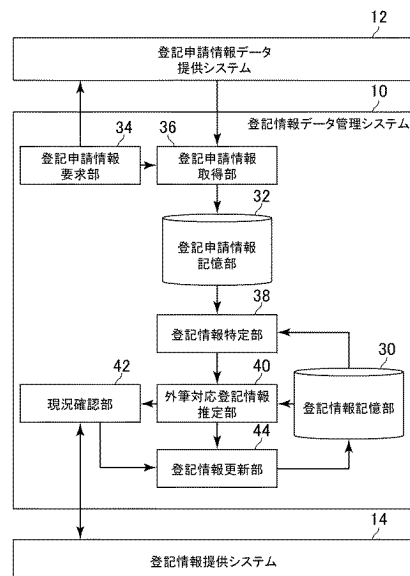 12
登記申請情報データ
提供システム
10
登記情報データ管理システム
34
登記申請情報
要求部
36
登記申請情報
取得部
32
登記申請情報
記憶部
38
登記情報特定部
42
現況確認部
40
外筆対応登記情報
推定部
30
登記情報記憶部
44
登記情報更新部
14
登記情報提供システム